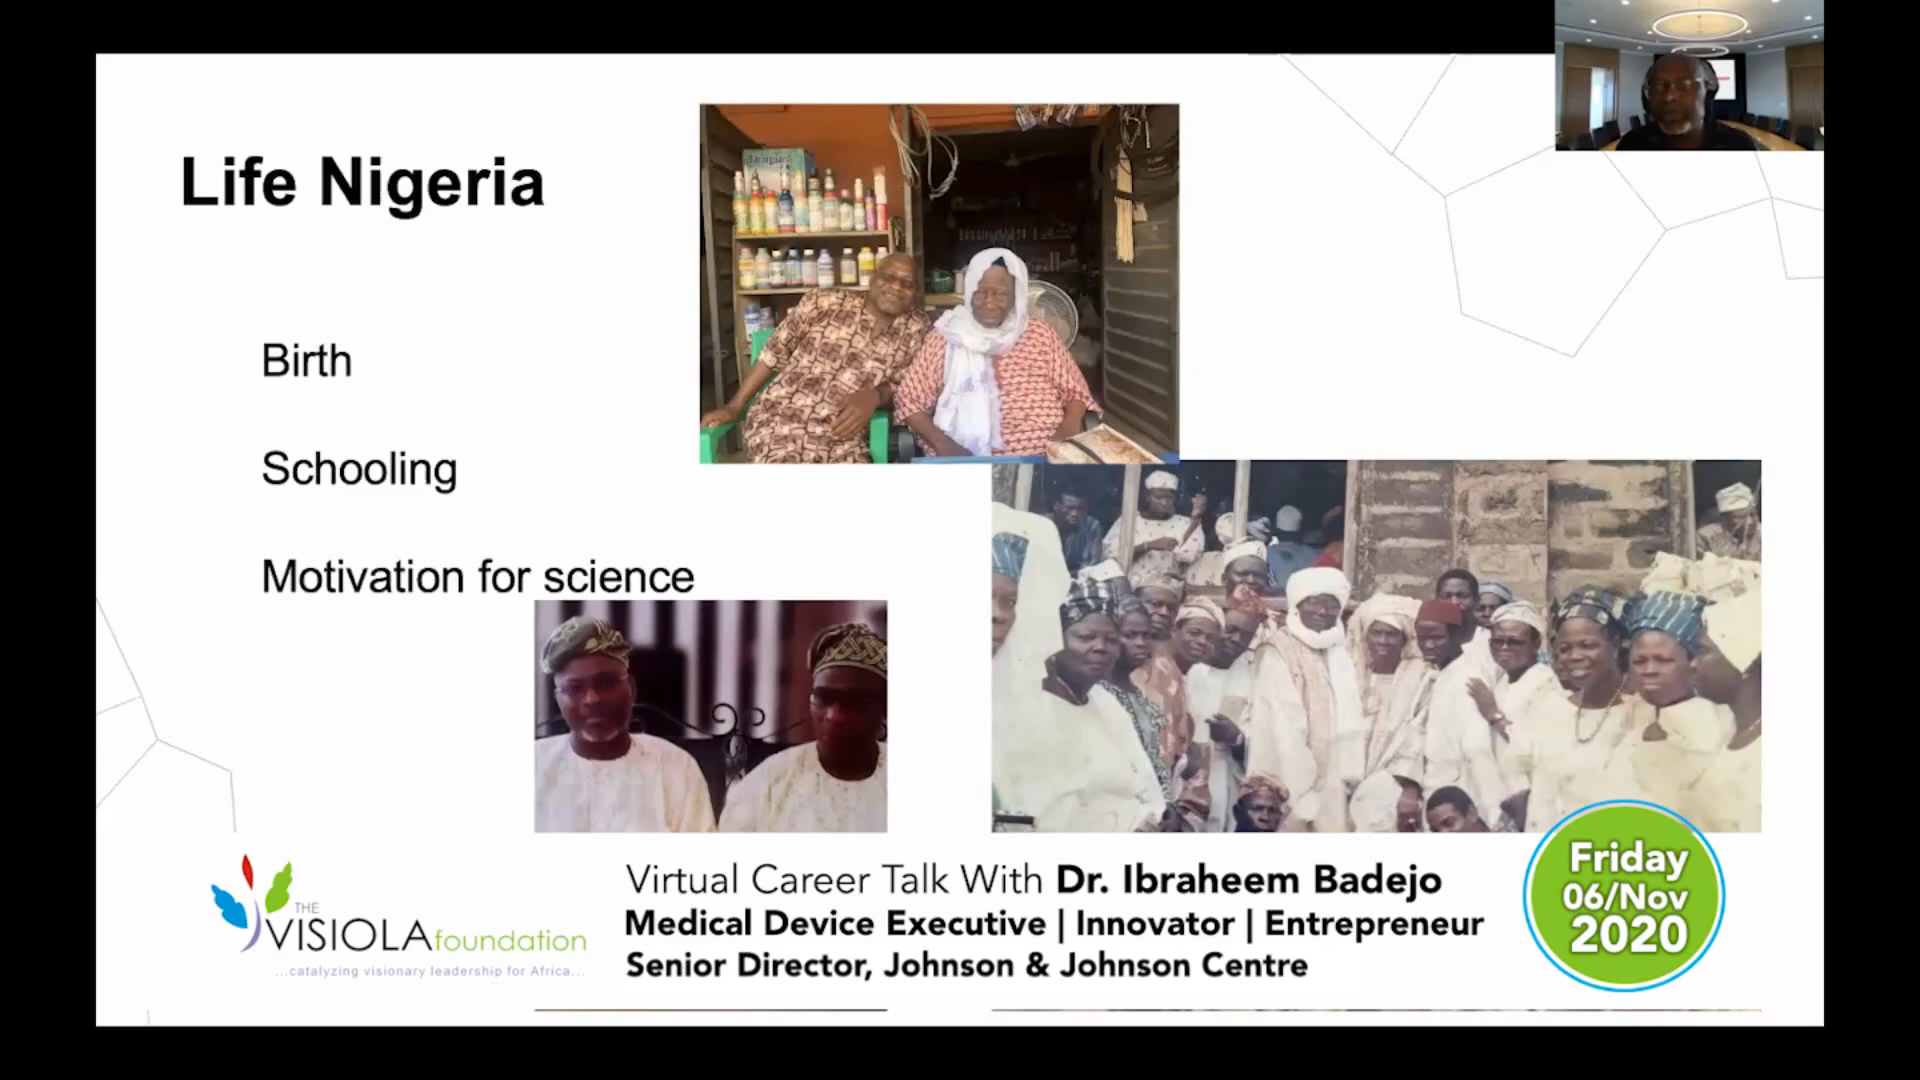 Life Nigeria
Birth
Schooling
Motivation for science
THE
VISIOLAfoundation
...catalyzing visionary leadership for Africa...
Virtual Career Talk With Dr. Ibraheem Badejo
Medical Device Executive | Innovator | Entrepreneur
Senior Director, Johnson & Johnson Centre
Friday
06/Nov
2020